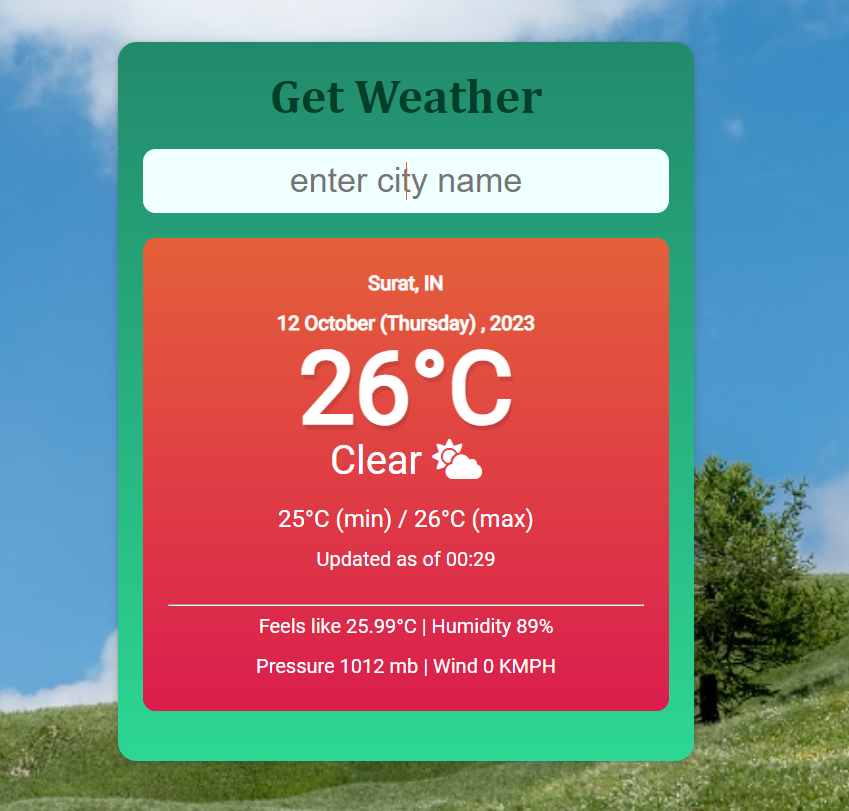 Get Weather
enter city name
Surat, IN
12 October (Thursday) , 2023
26°C
Clear
25°C (min) / 26°C (max)
Updated as of 00:29
Feels like 25.99°C | Humidity 89%
Pressure 1012 mb | Wind 0 KMPH